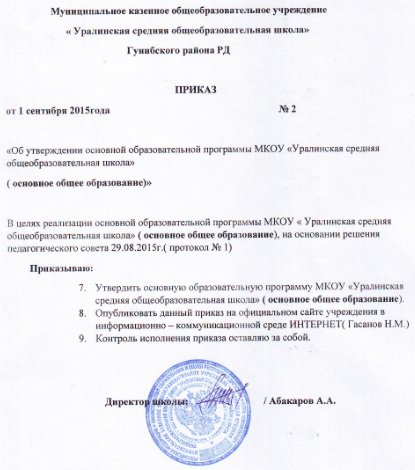 Муниципальное казенное общеобразовательное учреждение
« Уралинская средняя общеобразовательная школа»
Гунибского района РД
ПРИКАЗ
от 1 сентября 2015года № 2
«Об утверждении основной образовательной программы МКОУ «Уралинская средняя
общеобразовательная школа»
( основное общее образование)»
В целях реализации основной образовательной программы МКОУ « Уралинская средняя
общеобразовательная школа» ( основное общее образование), на основании решения
педагогического совета 29.08.2015г.( протокол № 1)
Приказываю:
7. Утвердить основную образовательную программу МКОУ «Уралинская
средняя общеобразовательная школа» ( основное общее образование).
8. Опубликовать данный приказ на официальном сайте учреждения в
информационно – коммуникационной среде ИНТЕРНЕТ( Гасанов Н.М.)
9. Контроль исполнения приказа оставляю за собой.
Директор школы: / Абакаров А.А.